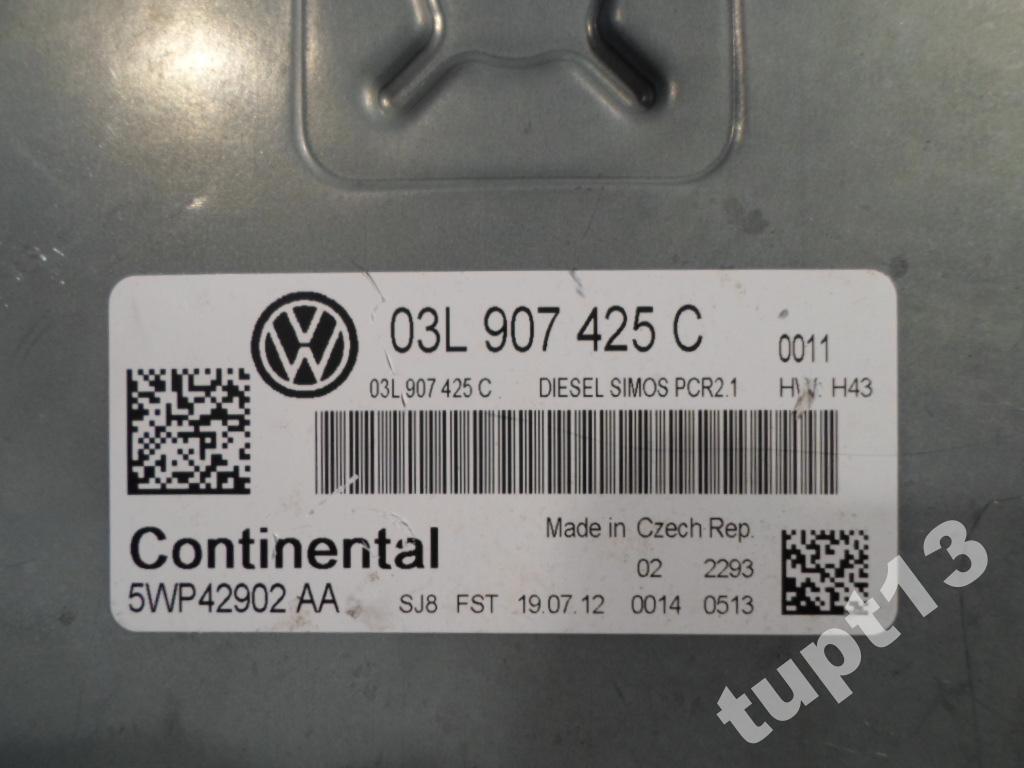 03L 907 425 C
0011
03L 907 425 C DIESEL SIMOS PCR2.1 HW: H43
Continental
Made in Czech Rep.
02 2293
5WP42902 AA SJ8 FST 19.07.12 0014 0513
tupt13